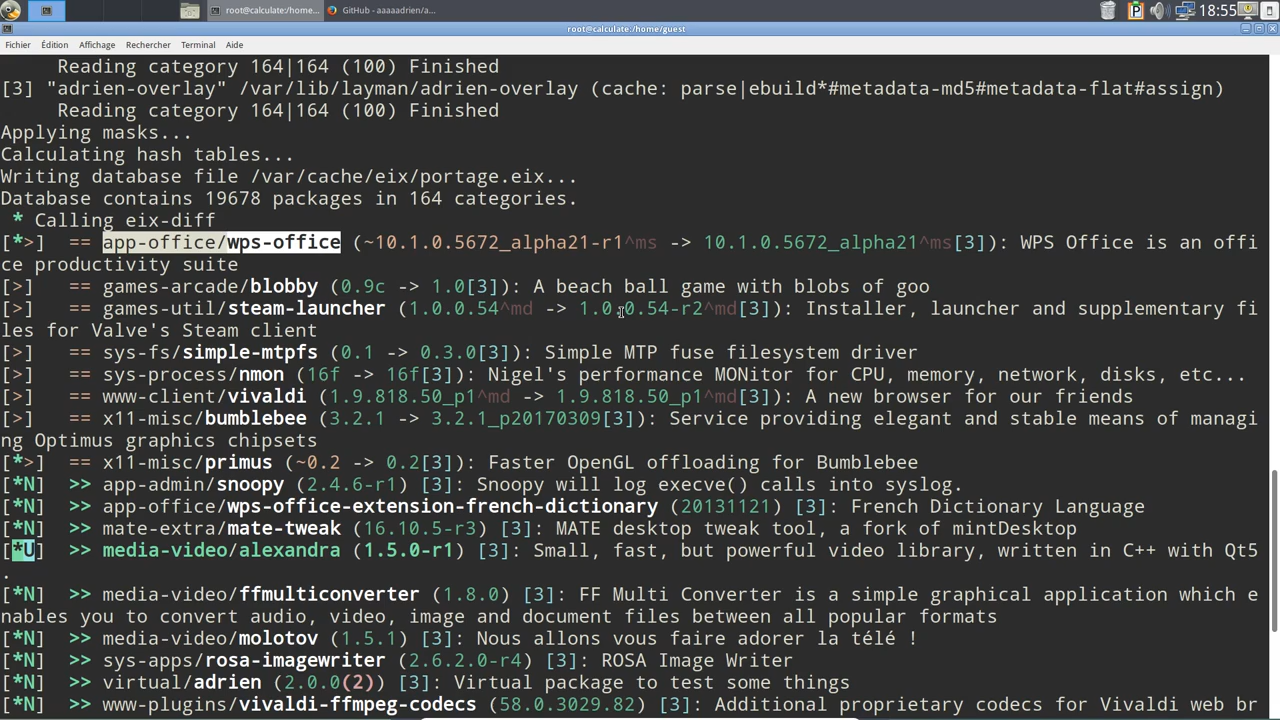 root@calculate:/home...
GitHub - aaaaadrien/a...
18:55
root@calculate:/home/guest
Fichier Édition Affichage Rechercher Terminal Aide
Reading category 164|164 (100) Finished
[3] "adrien-overlay" /var/lib/layman/adrien-overlay (cache: parse|ebuild*#metadata-md5#metadata-flat#assign)
Reading category 164|164 (100) Finished
Applying masks...
Calculating hash tables...
Writing database file /var/cache/eix/portage.eix...
Database contains 19678 packages in 164 categories.
* Calling eix-diff
[*>] == app-office/wps-office (~10.1.0.5672_alpha21-r1^ms -> 10.1.0.5672_alpha21^ms[3]): WPS Office is an offi
ce productivity suite
[>] == games-arcade/blobby (0.9c -> 1.0[3]): A beach ball game with blobs of goo
[>] == games-util/steam-launcher (1.0.0.54^md -> 1.0.0.54-r2^md[3]): Installer, launcher and supplementary fi
les for Valve's Steam client
[>] == sys-fs/simple-mtpfs (0.1 -> 0.3.0[3]): Simple MTP fuse filesystem driver
[>] == sys-process/nmon (16f -> 16f[3]): Nigel's performance MONitor for CPU, memory, network, disks, etc...
[>] == www-client/vivaldi (1.9.818.50_p1^md -> 1.9.818.50_p1^md[3]): A new browser for our friends
[>] == x11-misc/bumblebee (3.2.1 -> 3.2.1_p20170309[3]): Service providing elegant and stable means of managi
ng Optimus graphics chipsets
[*>] == x11-misc/primus (~0.2 -> 0.2[3]): Faster OpenGL offloading for Bumblebee
[*N] >> app-admin/snoopy (2.4.6-r1) [3]: Snoopy will log execve() calls into syslog.
[*N] >> app-office/wps-office-extension-french-dictionary (20131121) [3]: French Dictionary Language
[*N] >> mate-extra/mate-tweak (16.10.5-r3) [3]: MATE desktop tweak tool, a fork of mintDesktop
[*U] >> media-video/alexandra (1.5.0-r1) [3]: Small, fast, but powerful video library, written in C++ with Qt5
.
[*N] >> media-video/ffmulticonverter (1.8.0) [3]: FF Multi Converter is a simple graphical application which e
nables you to convert audio, video, image and document files between all popular formats
[*N] >> media-video/molotov (1.5.1) [3]: Nous allons vous faire adorer la télé !
[*N] >> sys-apps/rosa-imagewriter (2.6.2.0-r4) [3]: ROSA Image Writer
[*N] >> virtual/adrien (2.0.0(2)) [3]: Virtual package to test some things
[*N] >> www-plugins/vivaldi-ffmpeg-codecs (58.0.3029.82) [3]: Additional proprietary codecs for Vivaldi web br